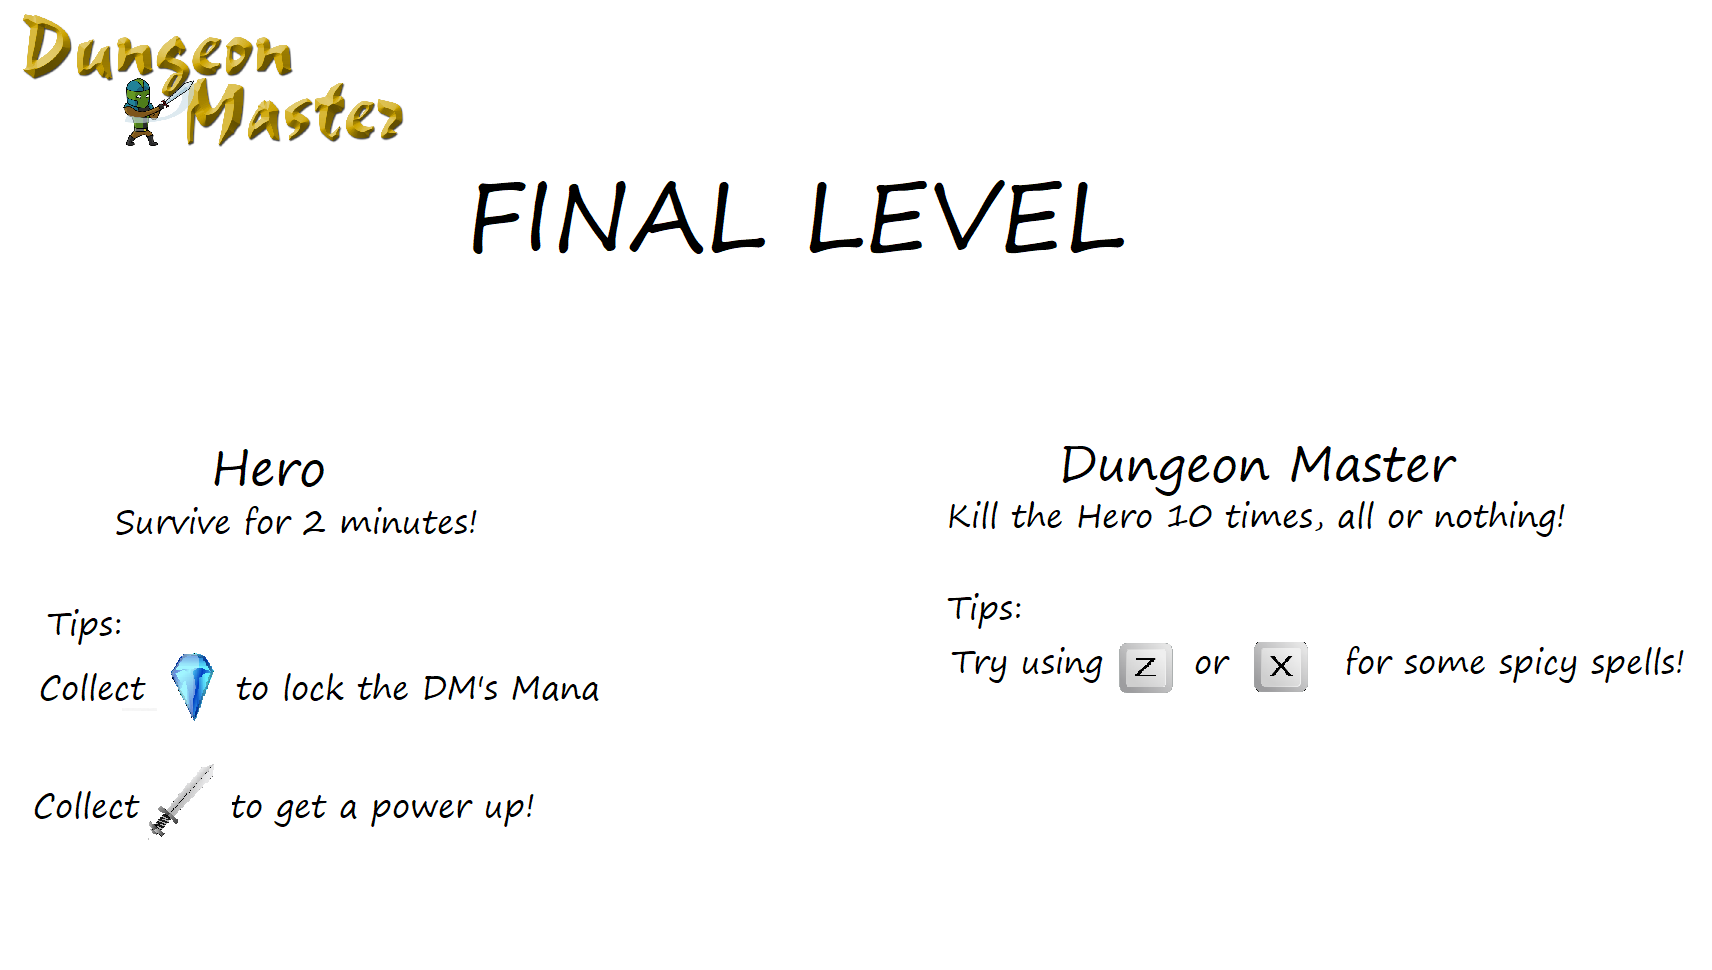 Dungeon
Master
FINAL LEVEL
Hero
Survive for 2 minutes!
Tips:
Collect to lock the DM's Mana
Collect to get a power up!
Dungeon Master
Kill the Hero 10 times, all or nothing!
Tips:
Try using Z or X for some spicy spells!